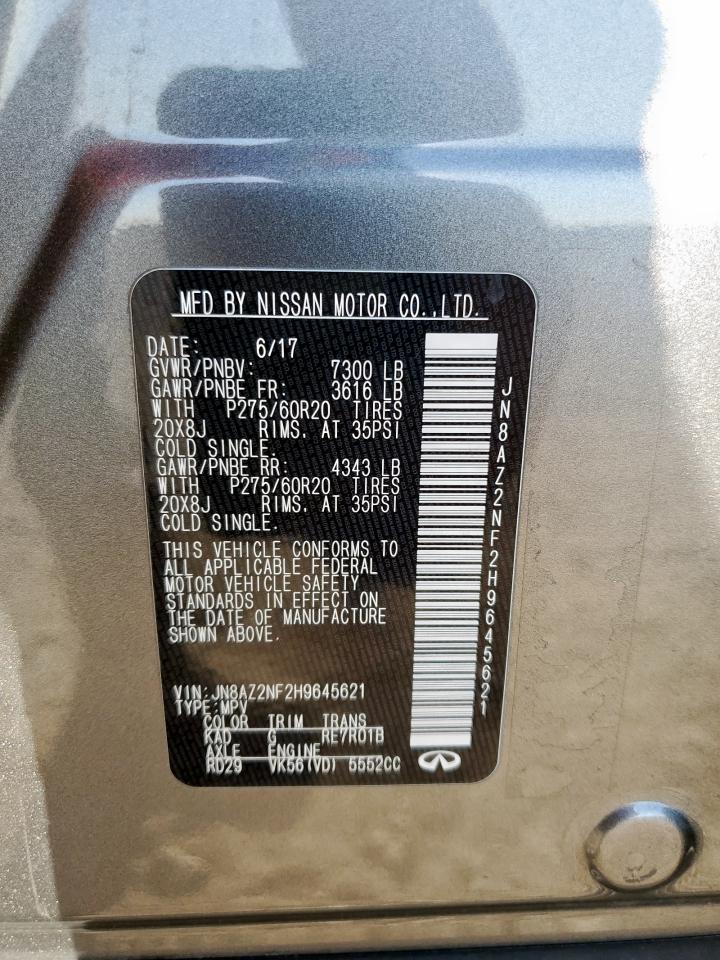 MFD BY NISSAN MOTOR CO.,LTD.
DATE: 6/17
GVWR/PNBV: 7300 LB
GAWR/PNBE FR: 3616 LB
WITH P275/60R20 TIRES
20X8J RIMS. AT 35PSI
COLD SINGLE.
GAWR/PNBE RR: 4343 LB
WITH P275/60R20 TIRES
20X8J RIMS. AT 35PSI
COLD SINGLE.
THIS VEHICLE CONFORMS TO
ALL APPLICABLE FEDERAL
MOTOR VEHICLE SAFETY
STANDARDS IN EFFECT ON
THE DATE OF MANUFACTURE
SHOWN ABOVE.
VIN:JN8AZ2NF2H9645621
TYPE:MPV
COLOR TRIM TRANS
KAD G RE7R01B
AXLE ENGINE
RD29 VK56(VD) 5552CC
JN8AZ2NF2H9645621